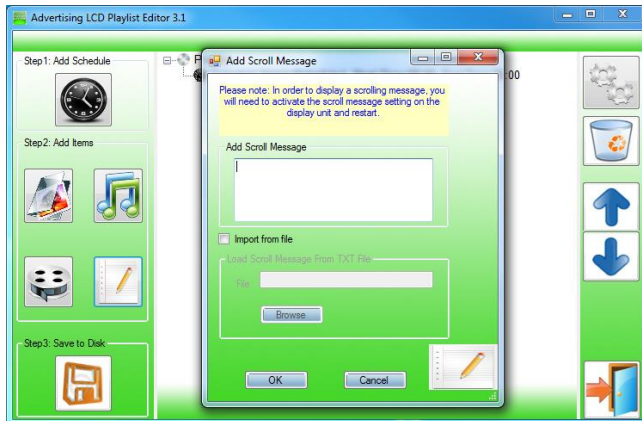 Advertising LCD Playlist Editor 3.1
Step1: Add Schedule
Step2: Add Items
Step3: Save to Disk
P
:00
Add Scroll Message
Please note: In order to display a scrolling message, you
will need to activate the scroll message setting on the
display unit and restart.
Add Scroll Message
Import from file
Load Scroll Message From TXT File
File
Browse
OK
Cancel